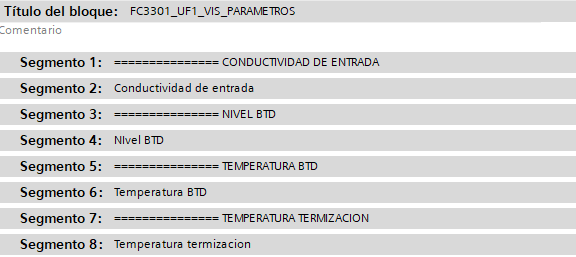 Título del bloque: FC3301_UF1_VIS_PARAMETROS
Comentario
Segmento 1: =============== CONDUCTIVIDAD DE ENTRADA
Segmento 2: Conductividad de entrada
Segmento 3: =============== NIVEL BTD
Segmento 4: NIvel BTD
Segmento 5: =============== TEMPERATURA BTD
Segmento 6: Temperatura BTD
Segmento 7: =============== TEMPERATURA TERMIZACION
Segmento 8: Temperatura termizacion